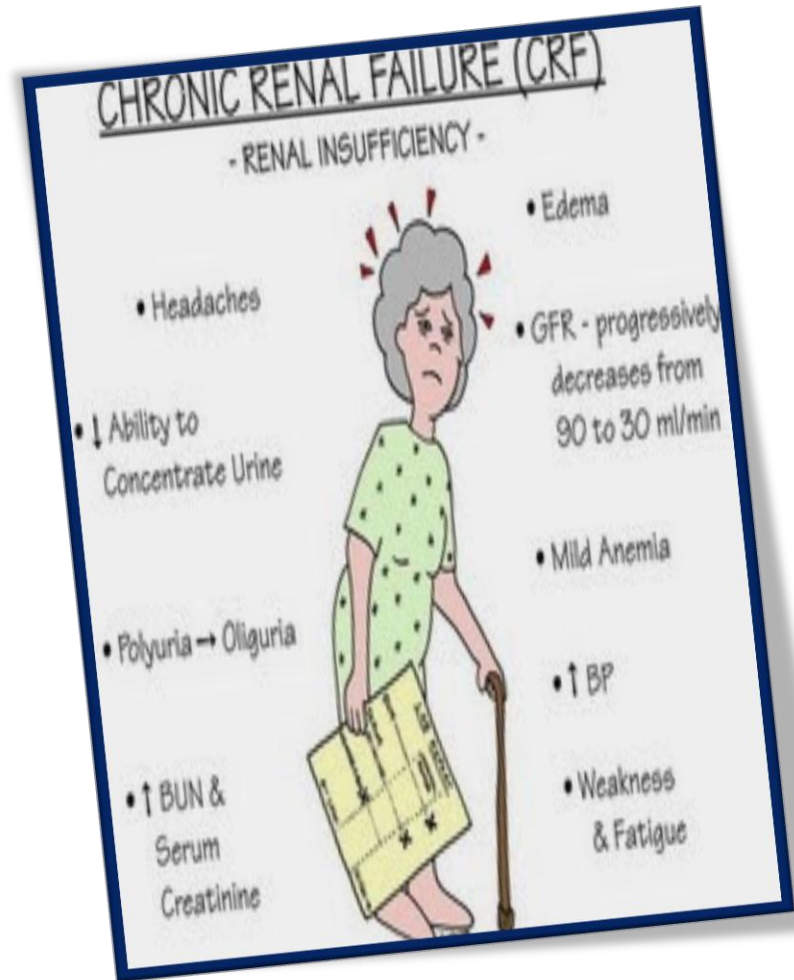 CHRONIC RENAL FAILURE (CRF)
- RENAL INSUFFICIENCY -
• Headaches
• ↓ Ability to
Concentrate Urine
• Polyuria → Oliguria
• ↑ BUN &
Serum
Creatinine
• Edema
• GFR - progressively
decreases from
90 to 30 ml/min
• Mild Anemia
• ↑ BP
• Weakness
& Fatigue